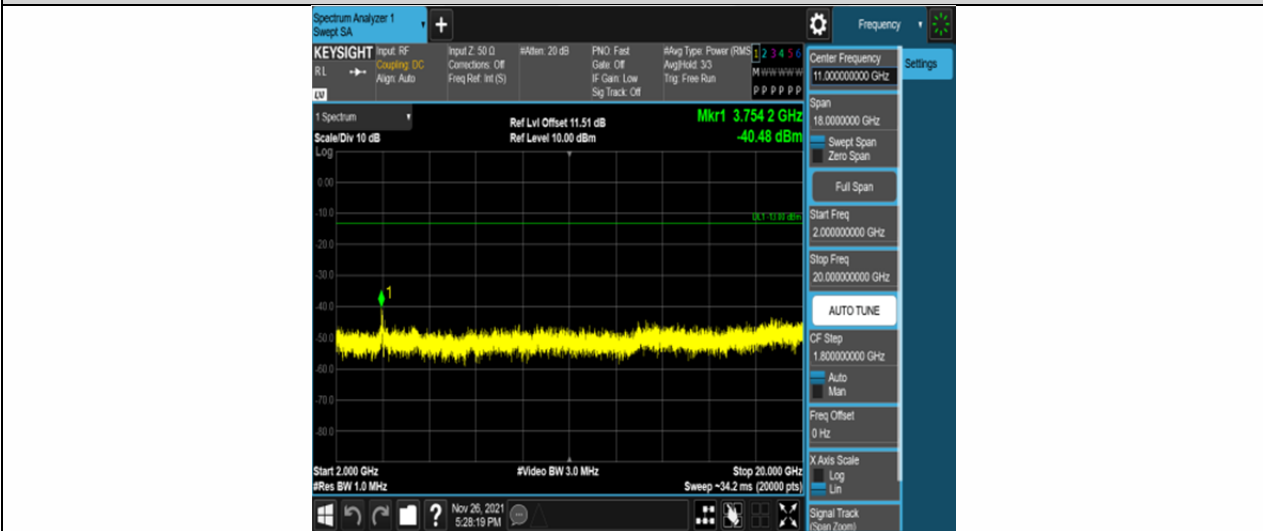 Spectrum Analyzer 1
Swept SA
+
Frequency
KEYSIGHT
RL
Input: RF
Coupling: DC
Align: Auto
Input Z: 50 Ω
Corrections: Off
Freq Ref: Int (S)
#Atten: 20 dB
PNO: Fast
Gate: Off
IF Gain: Low
Sig Track: Off
#Avg Type: Power (RMS
Avg|Hold: 3/3
Trig: Free Run
1 2 3 4 5 6
M W W W W W
P P P P P P
Center Frequency
11.000000000 GHz
Settings
Span
18.0000000 GHz
Swept Span
Zero Span
Full Span
Start Freq
2.000000000 GHz
Stop Freq
20.000000000 GHz
AUTO TUNE
CF Step
1.800000000 GHz
Auto
Man
Freq Offset
0 Hz
X Axis Scale
Log
Lin
Signal Track
(Span Zoom)
1 Spectrum
Scale/Div 10 dB
Ref Lvl Offset 11.51 dB
Ref Level 10.00 dBm
Mkr1 3.754 2 GHz
-40.48 dBm
Log
0.00
-10.0
DL1 -13.00 dBm
-20.0
-30.0
1
-40.0
-50.0
-60.0
-70.0
-80.0
Start 2.000 GHz
#Video BW 3.0 MHz
Stop 20.000 GHz
#Res BW 1.0 MHz
Sweep ~34.2 ms (20000 pts)
?
Nov 26, 2021
5:28:19 PM